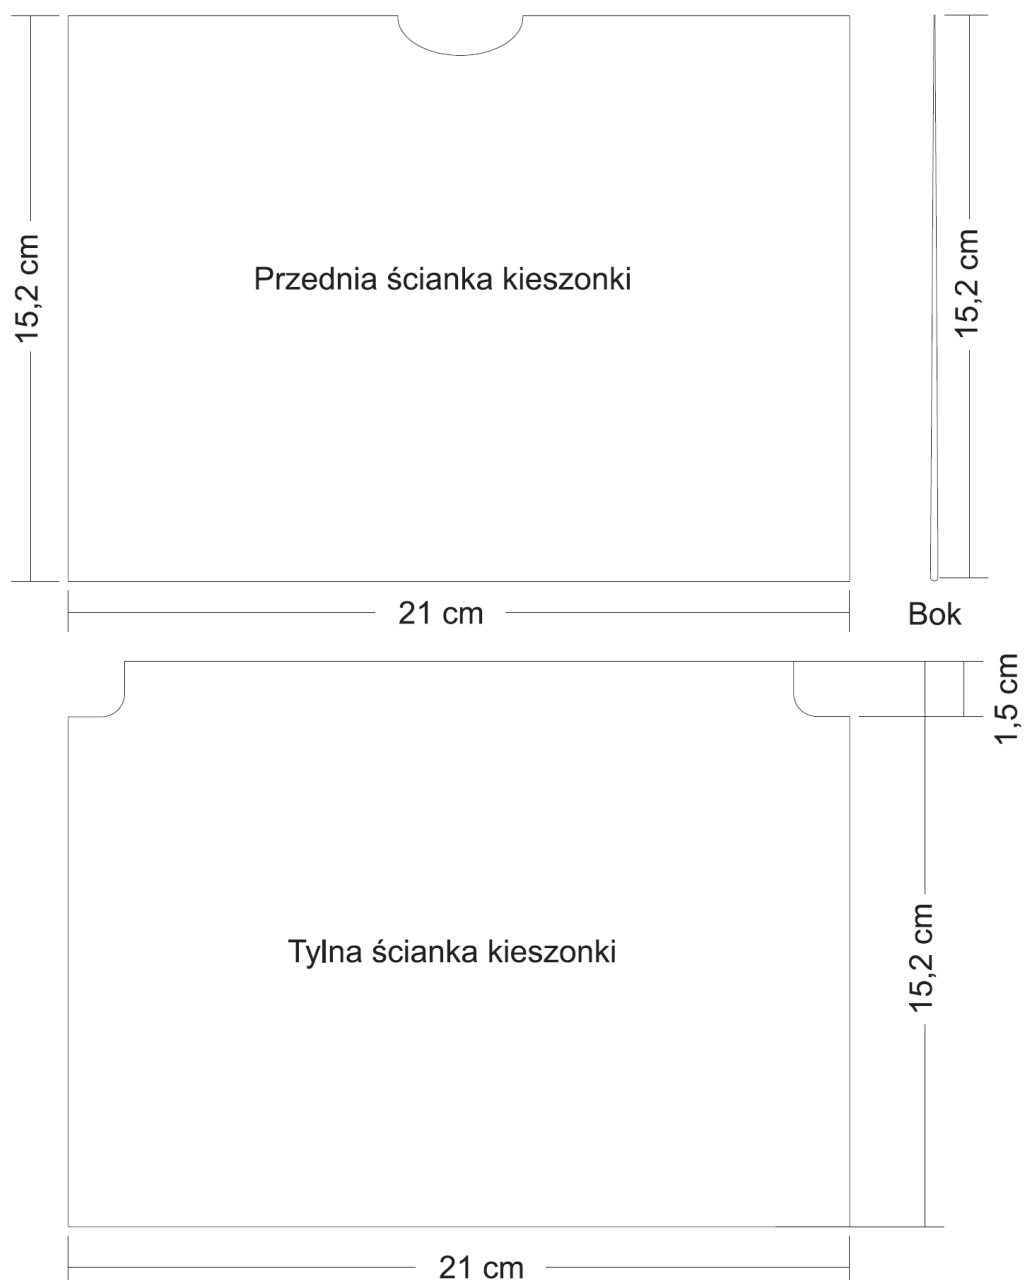 15,2 cm
Przednia ścianka kieszonki
15,2 cm
21 cm
Bok
1,5 cm
Tylna ścianka kieszonki
15,2 cm
21 cm